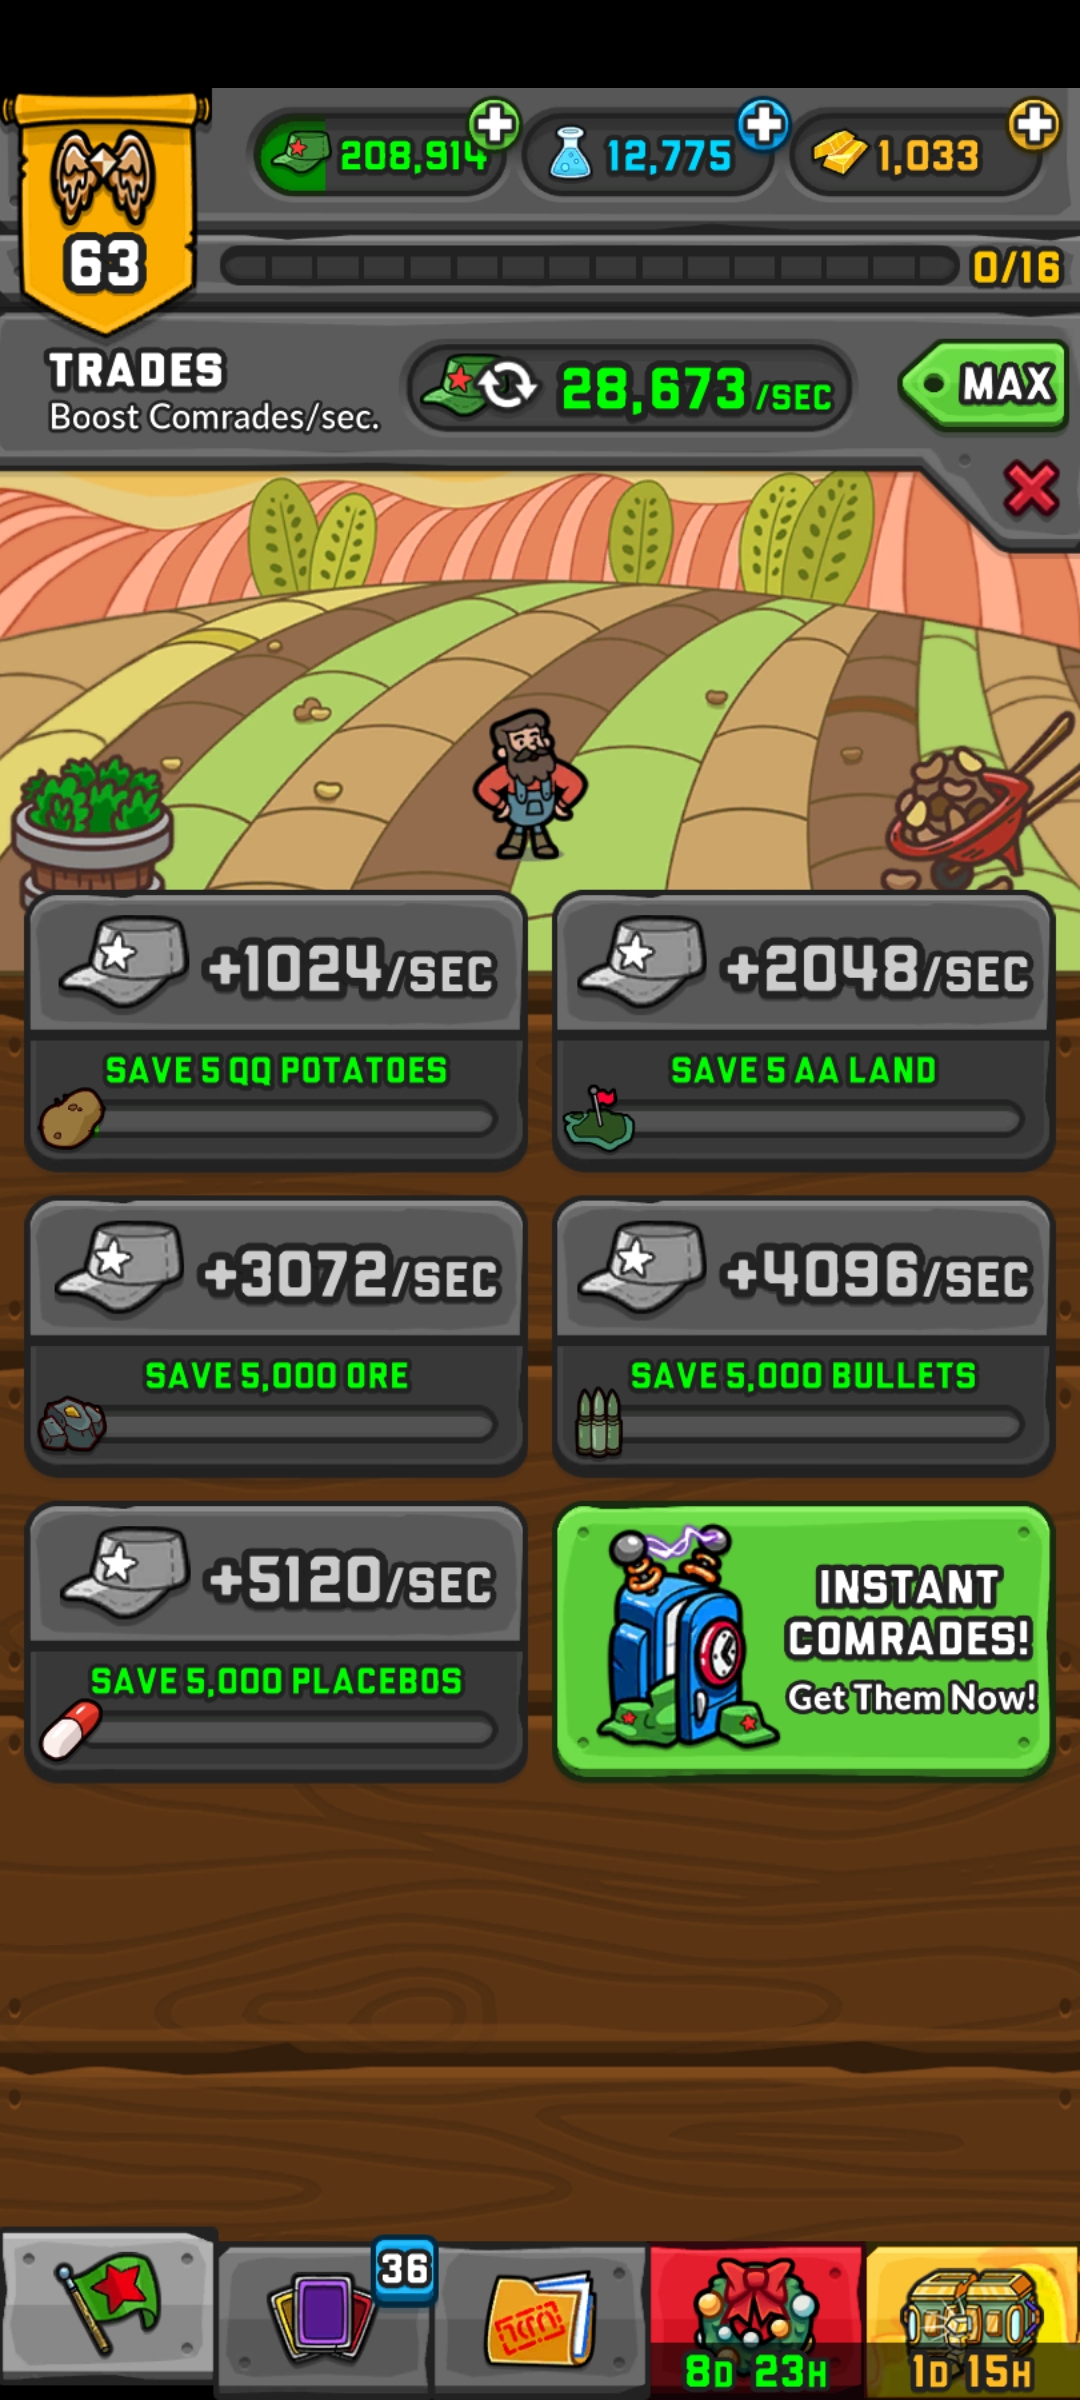 208,914
12,775
1,033
63
0/16
TRADES
Boost Comrades/sec.
28,673/SEC
MAX
+1024/SEC
SAVE 5 QQ POTATOES
+2048/SEC
SAVE 5 AA LAND
+3072/SEC
SAVE 5,000 ORE
+4096/SEC
SAVE 5,000 BULLETS
+5120/SEC
SAVE 5,000 PLACEBOS
INSTANT
COMRADES!
Get Them Now!
36
8D 23H
1D 15H